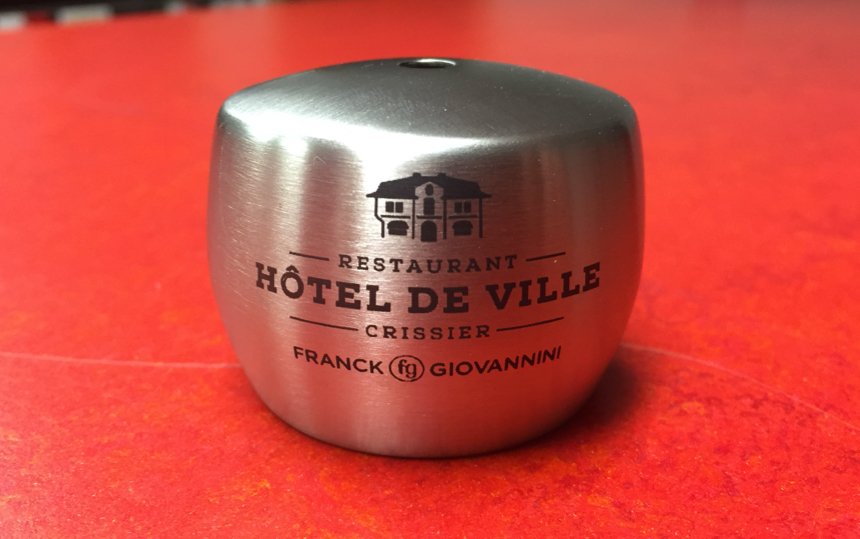 RESTAURANT
HÔTEL DE VILLE
CRISSIER
FRANCK fg GIOVANNINI